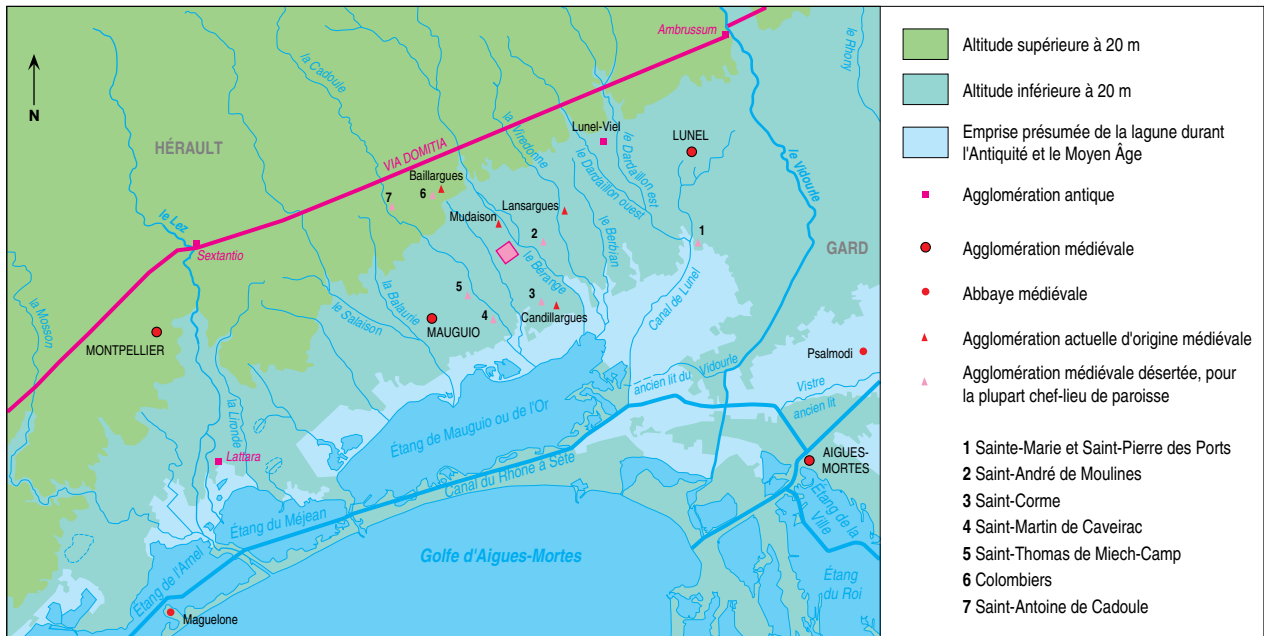 Ambrussum
le Rhony
la Cadoule
N
la Viredonne
Lunel-Viel
LUNEL
le Dardaillon est
le Dardaillon ouest
le Vidourle
HÉRAULT
VIA DOMITIA
Baillargues
6
7
Lansargues
Mudaison
le Berbian
2
1
le Lez
Sextantio
GARD
le Bérange
la Mosson
5
3
4
Candillargues
la Balaurie
le Salaison
MAUGUIO
Canal de Lunel
MONTPELLIER
Psalmodi
ancien lit du Vidourle
Vistre
ancien lit
la Lironde
Étang de Mauguio ou de l'Or
Lattara
AIGUES-
MORTES
Canal du Rhône à Sète
Étang du Méjean
Étang de la
Ville
Golfe d'Aigues-Mortes
Étang de l'Arnel
Étang
du Roi
Maguelone
Altitude supérieure à 20 m
Altitude inférieure à 20 m
Emprise présumée de la lagune durant
l'Antiquité et le Moyen Âge
Agglomération antique
Agglomération médiévale
Abbaye médiévale
Agglomération actuelle d'origine médiévale
Agglomération médiévale désertée, pour
la plupart chef-lieu de paroisse
1 Sainte-Marie et Saint-Pierre des Ports
2 Saint-André de Moulines
3 Saint-Corme
4 Saint-Martin de Caveirac
5 Saint-Thomas de Miech-Camp
6 Colombiers
7 Saint-Antoine de Cadoule